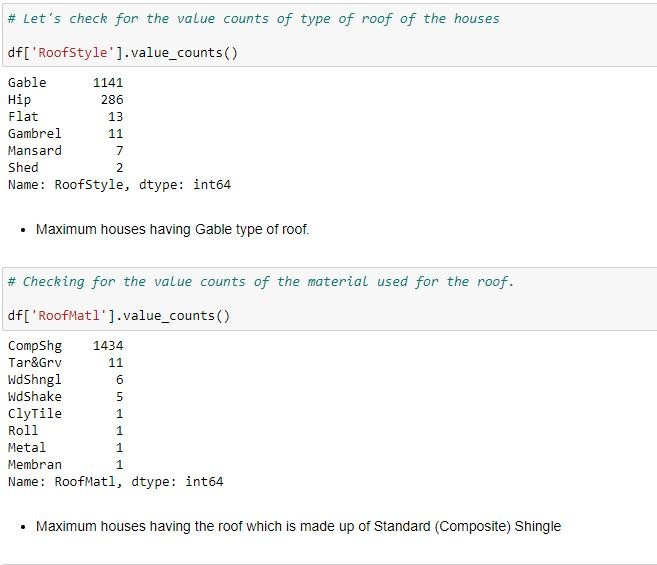 # Let's check for the value counts of type of roof of the houses
df['RoofStyle'].value_counts()
Gable 1141
Hip 286
Flat 13
Gambrel 11
Mansard 7
Shed 2
Name: RoofStyle, dtype: int64
• Maximum houses having Gable type of roof.
# Checking for the value counts of the material used for the roof.
df['RoofMatl'].value_counts()
CompShg 1434
Tar&Grv 11
WdShngl 6
WdShake 5
ClyTile 1
Roll 1
Metal 1
Membran 1
Name: RoofMatl, dtype: int64
• Maximum houses having the roof which is made up of Standard (Composite) Shingle